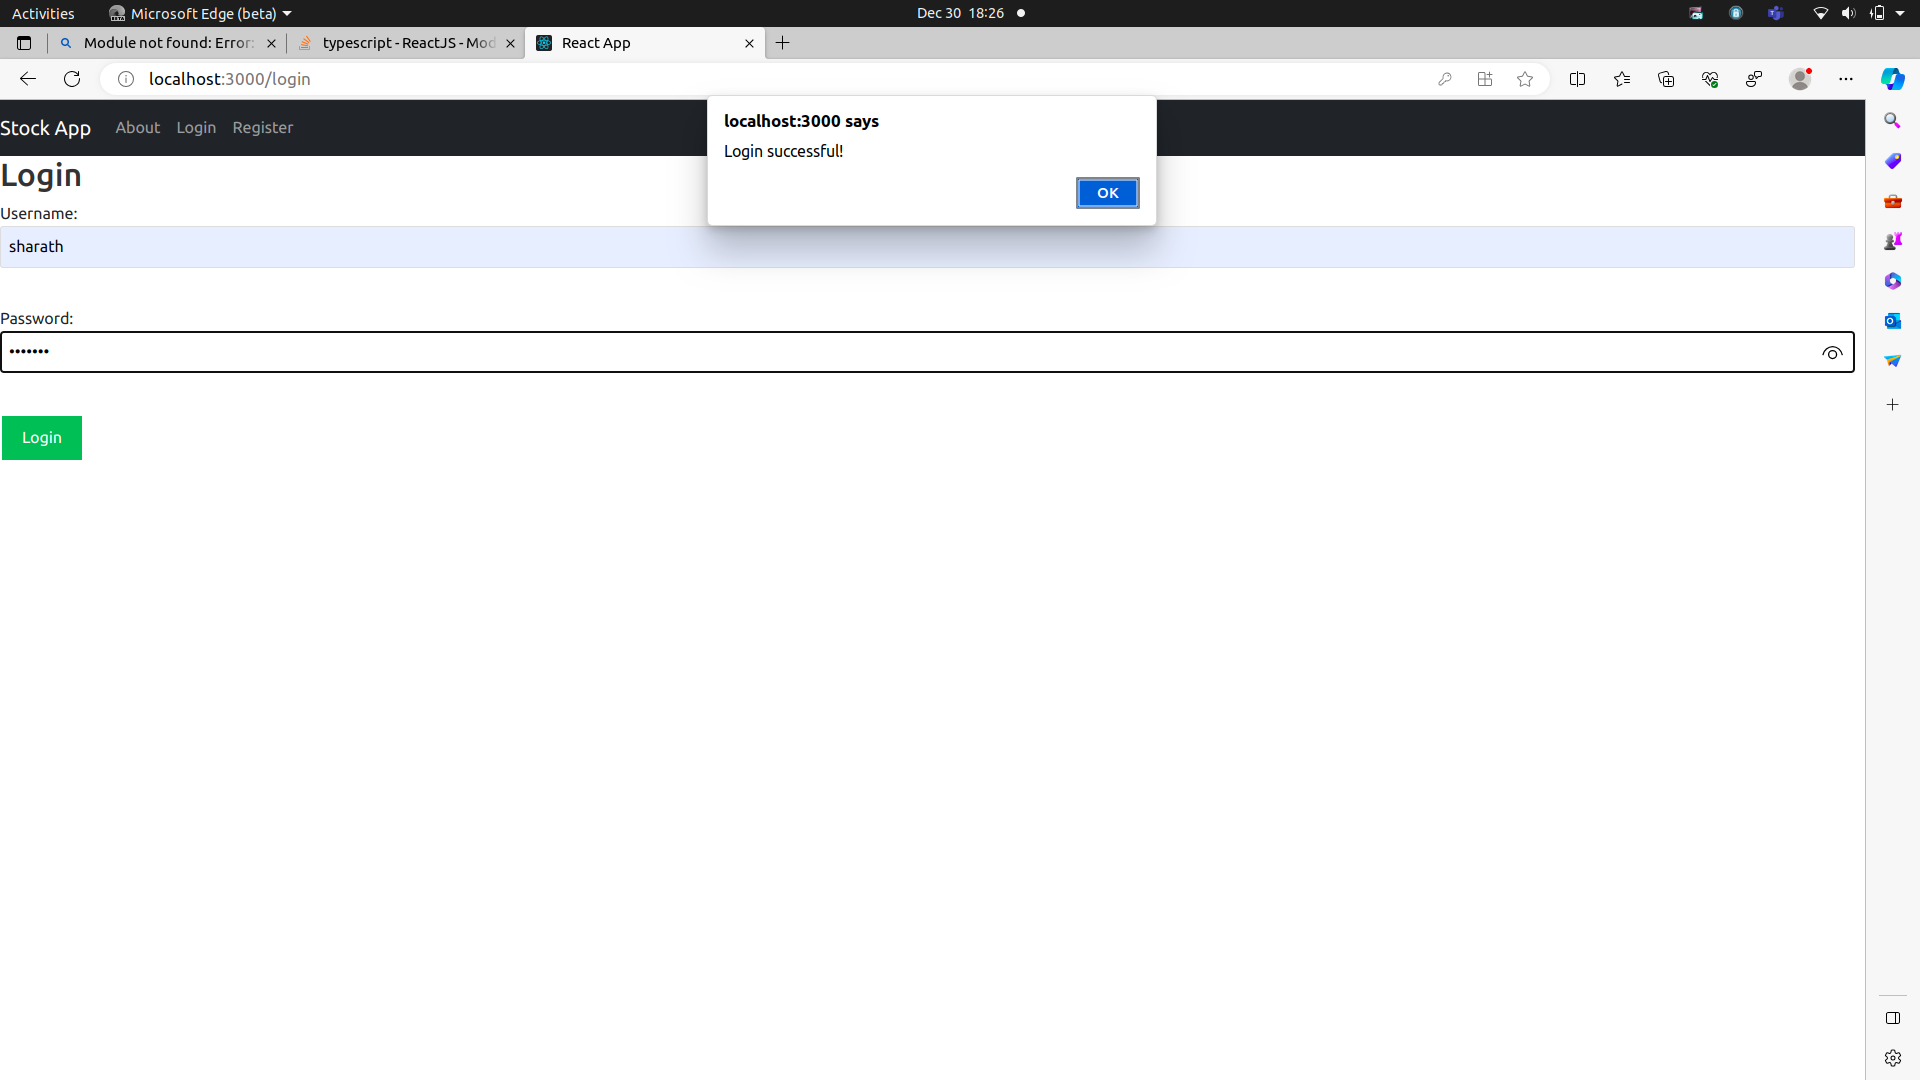 Activities
Microsoft Edge (beta)
Dec 30 18:26
Module not found: Error:
typescript - ReactJS - Mod
React App
localhost:3000/login
Stock App
About
Login
Register
localhost:3000 says
Login successful!
OK
Login
Username:
sharath
Password:
•••••••
Login